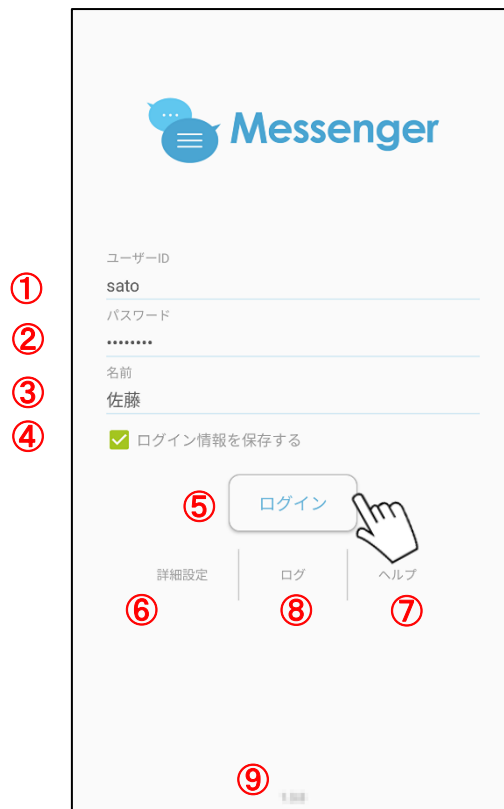 Messenger
ユーザーID
① sato
パスワード
② ••••••••
名前
③ 佐藤
④ ログイン情報を保存する
⑤ ログイン
詳細設定 ログ ヘルプ
⑥ ⑧ ⑦
⑨